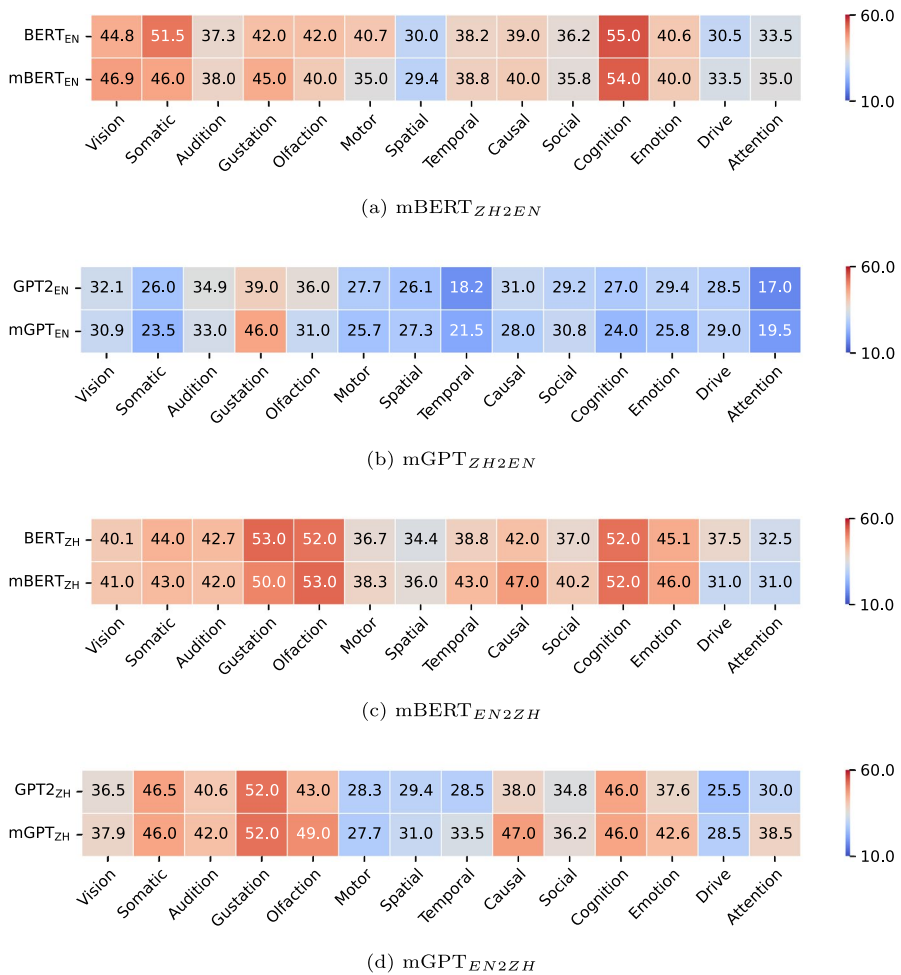 60.0
BERT_EN 44.8 51.5 37.3 42.0 42.0 40.7 30.0 38.2 39.0 36.2 55.0 40.6 30.5 33.5
mBERT_EN 46.9 46.0 38.0 45.0 40.0 35.0 29.4 38.8 40.0 35.8 54.0 40.0 33.5 35.0
10.0
Vision Somatic Audition Gustation Olfaction Motor Spatial Temporal Causal Social Cognition Emotion Drive Attention
(a) mBERT_ZH2EN
60.0
GPT2_EN 32.1 26.0 34.9 39.0 36.0 27.7 26.1 18.2 31.0 29.2 27.0 29.4 28.5 17.0
mGPT_EN 30.9 23.5 33.0 46.0 31.0 25.7 27.3 21.5 28.0 30.8 24.0 25.8 29.0 19.5
10.0
Vision Somatic Audition Gustation Olfaction Motor Spatial Temporal Causal Social Cognition Emotion Drive Attention
(b) mGPT_ZH2EN
60.0
BERT_ZH 40.1 44.0 42.7 53.0 52.0 36.7 34.4 38.8 42.0 37.0 52.0 45.1 37.5 32.5
mBERT_ZH 41.0 43.0 42.0 50.0 53.0 38.3 36.0 43.0 47.0 40.2 52.0 46.0 31.0 31.0
10.0
Vision Somatic Audition Gustation Olfaction Motor Spatial Temporal Causal Social Cognition Emotion Drive Attention
(c) mBERT_EN2ZH
60.0
GPT2_ZH 36.5 46.5 40.6 52.0 43.0 28.3 29.4 28.5 38.0 34.8 46.0 37.6 25.5 30.0
mGPT_ZH 37.9 46.0 42.0 52.0 49.0 27.7 31.0 33.5 47.0 36.2 46.0 42.6 28.5 38.5
10.0
Vision Somatic Audition Gustation Olfaction Motor Spatial Temporal Causal Social Cognition Emotion Drive Attention
(d) mGPT_EN2ZH